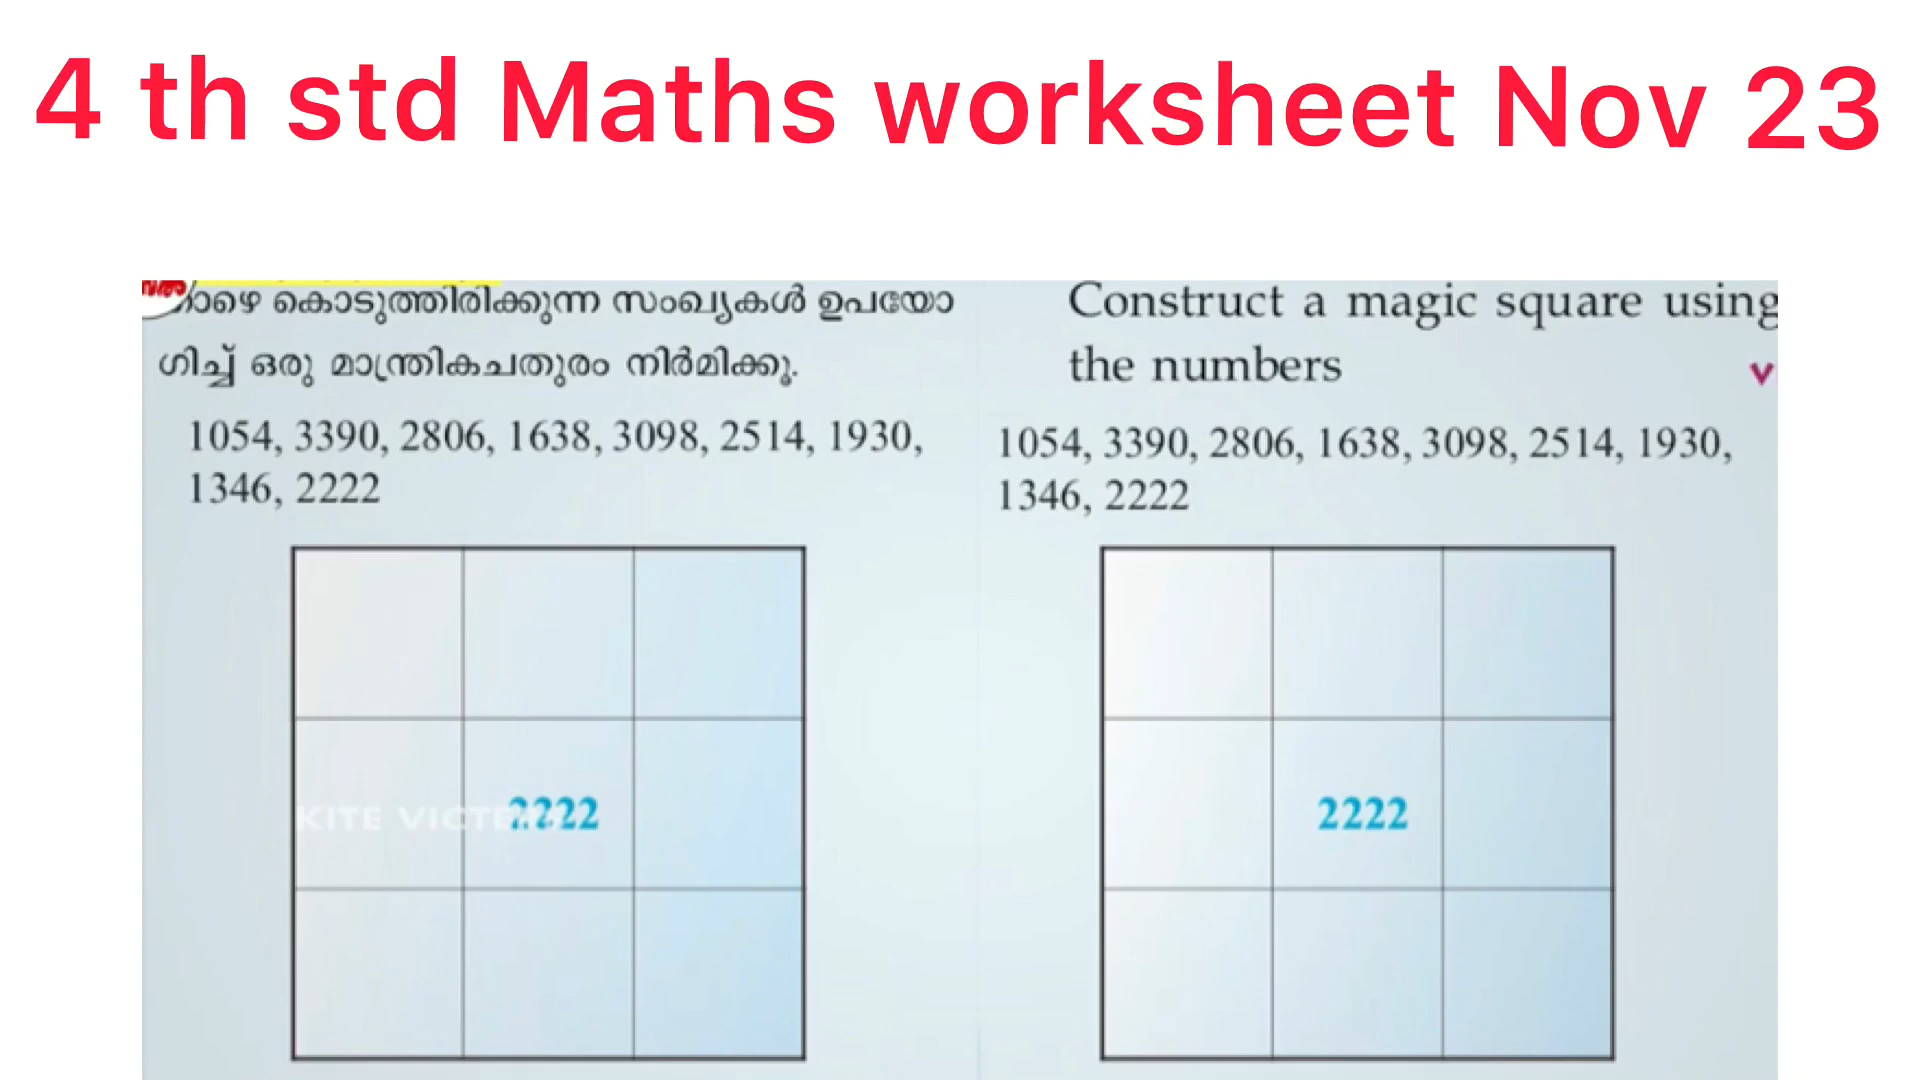 4 th std Maths worksheet Nov 23
താഴെ കൊടുത്തിരിക്കുന്ന സംഖ്യകൾ ഉപയോ
ഗിച്ച് ഒരു മാന്ത്രികചതുരം നിർമിക്കൂ.
1054, 3390, 2806, 1638, 3098, 2514, 1930,
1346, 2222
KITE VICTE 2222
Construct a magic square using
the numbers
v
1054, 3390, 2806, 1638, 3098, 2514, 1930,
1346, 2222
2222